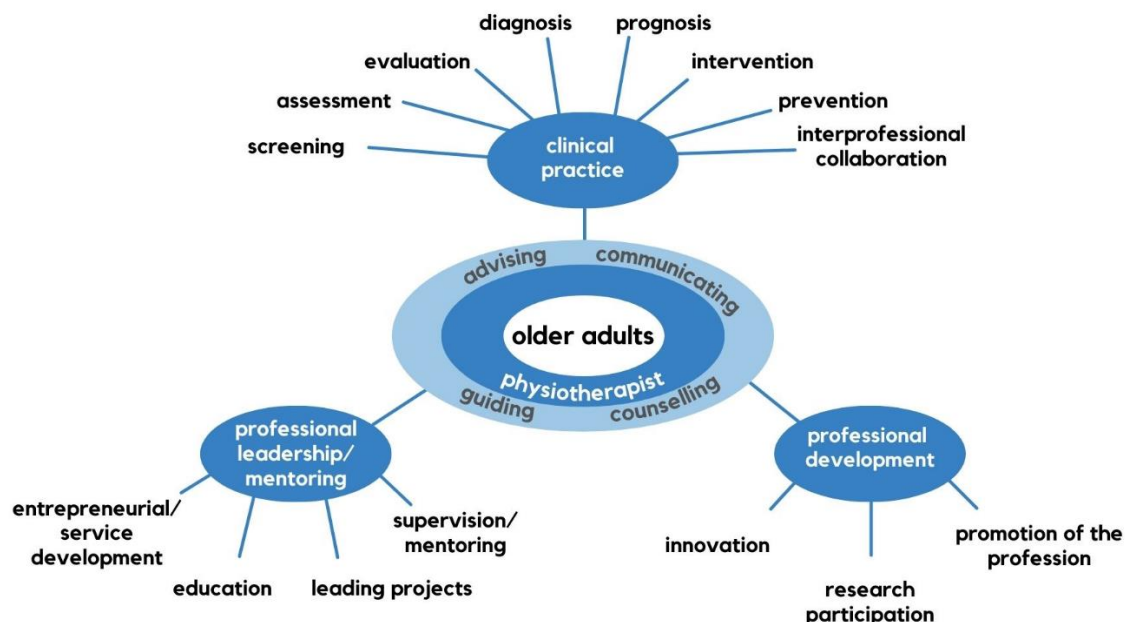 diagnosis
prognosis
evaluation
intervention
assessment
prevention
screening
clinical
practice
interprofessional
collaboration
advising
communicating
older adults
physiotherapist
guiding
counselling
professional
leadership/
mentoring
professional
development
entrepreneurial/
service
development
education
leading projects
supervision/
mentoring
innovation
research
participation
promotion of the
profession